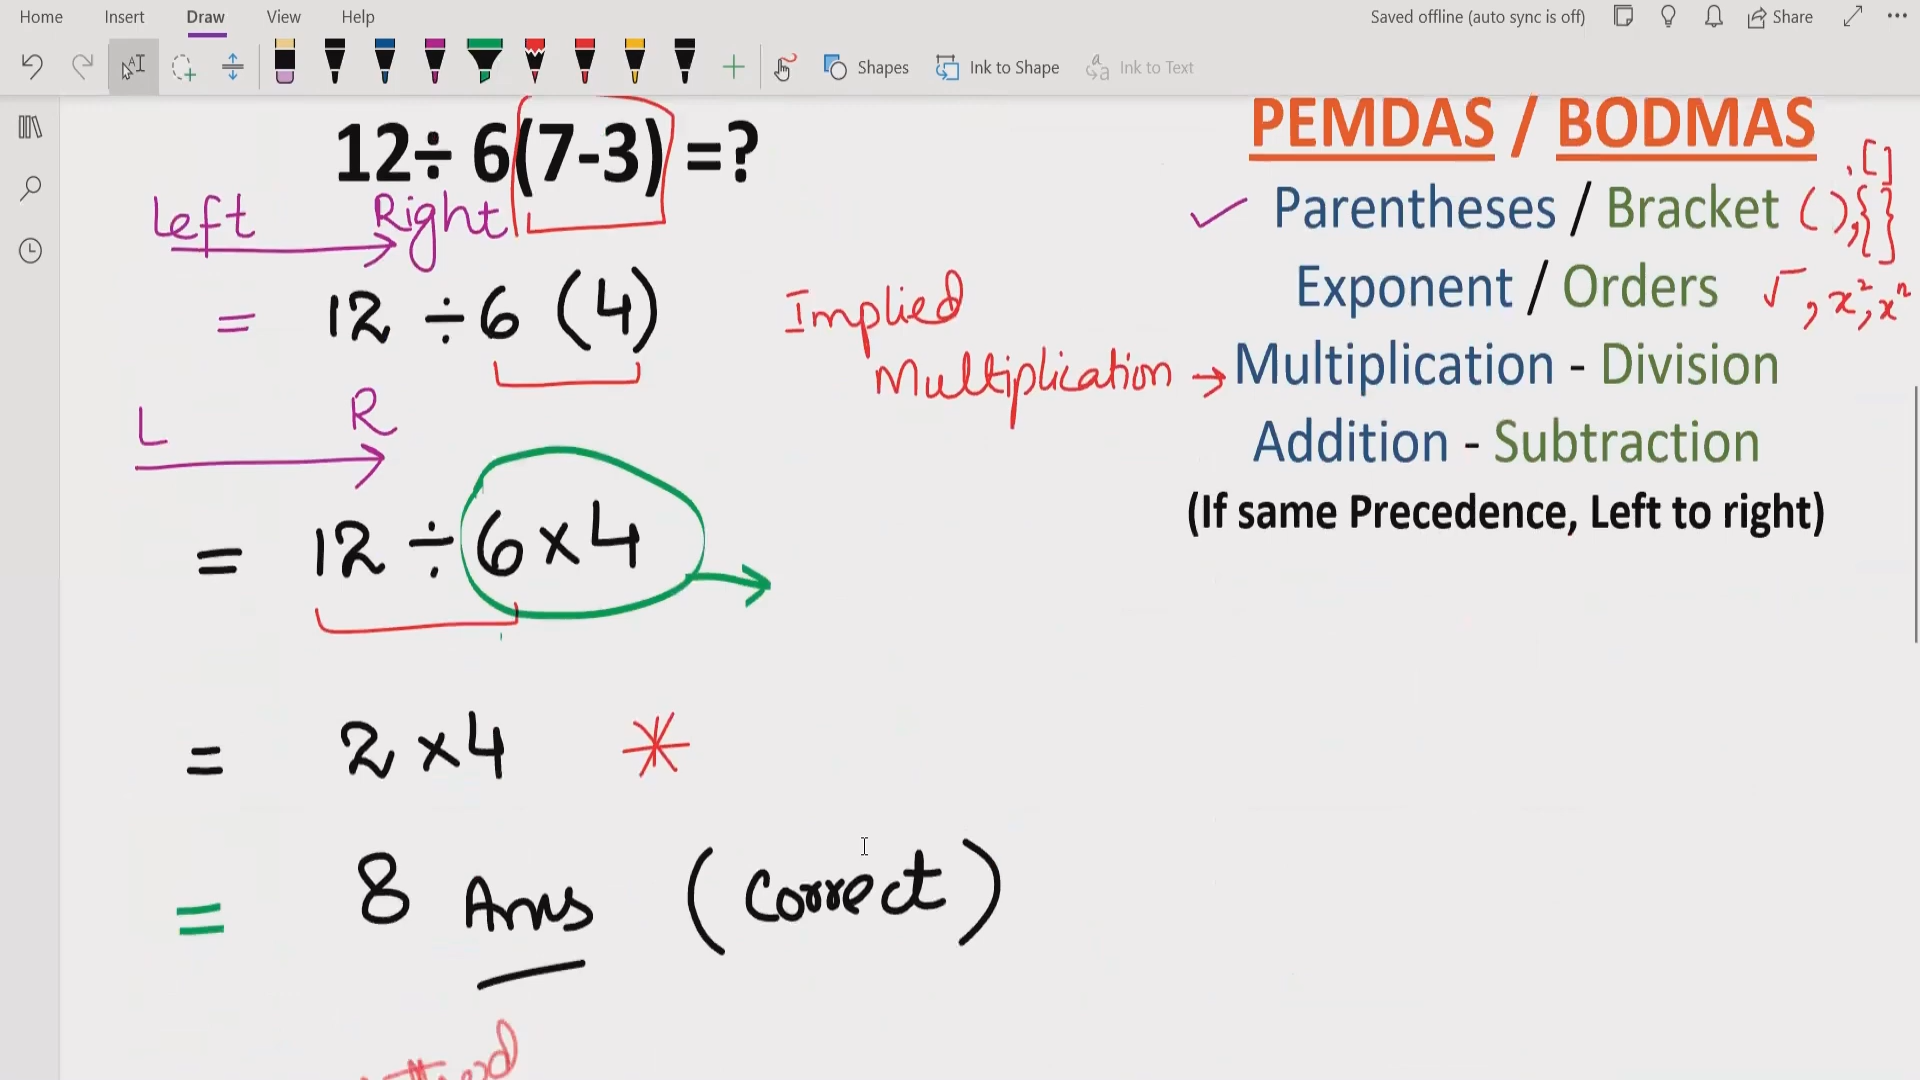 Home Insert Draw View Help Saved offline (auto sync is off) Share
Shapes Ink to Shape Ink to Text
12÷ 6(7-3) =?
Left Right
= 12 ÷ 6 (4)
Implied
Multiplication →
L R
= 12 ÷ 6 × 4
= 2 × 4 *
= 8 Ans (Correct)
PEMDAS / BODMAS
✓ Parentheses / Bracket ( ), { }, [ ]
Exponent / Orders √ , x², xⁿ
Multiplication - Division
Addition - Subtraction
(If same Precedence, Left to right)